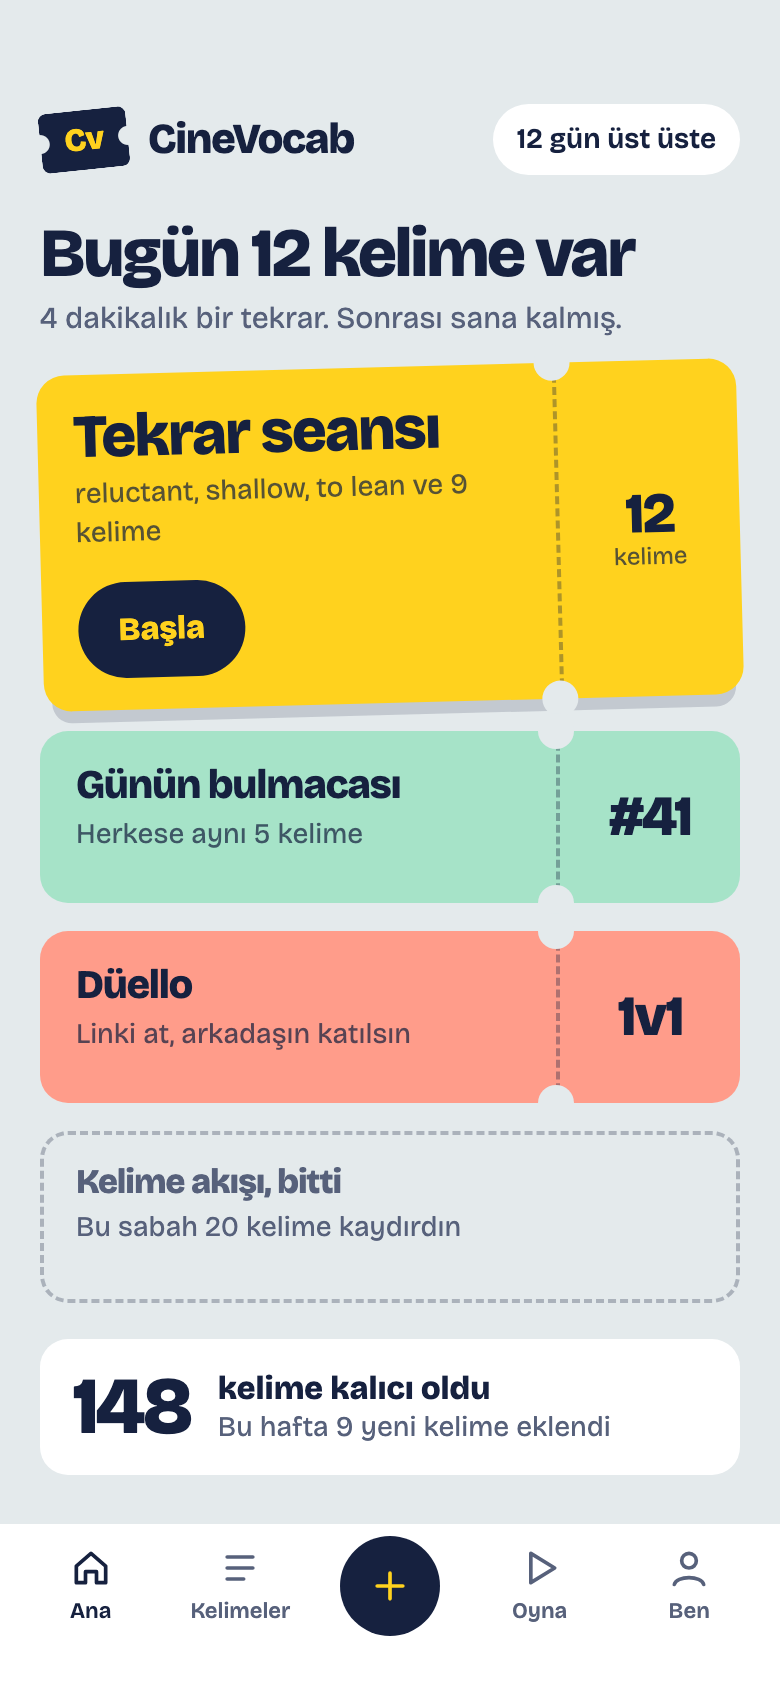 Cv CineVocab
12 gün üst üste
Bugün 12 kelime var
4 dakikalık bir tekrar. Sonrası sana kalmış.
Tekrar seansı
reluctant, shallow, to lean ve 9
kelime
Başla
12
kelime
Günün bulmacası
Herkese aynı 5 kelime
#41
Düello
Linki at, arkadaşın katılsın
1v1
Kelime akışı, bitti
Bu sabah 20 kelime kaydırdın
148
kelime kalıcı oldu
Bu hafta 9 yeni kelime eklendi
Ana
Kelimeler
Oyna
Ben